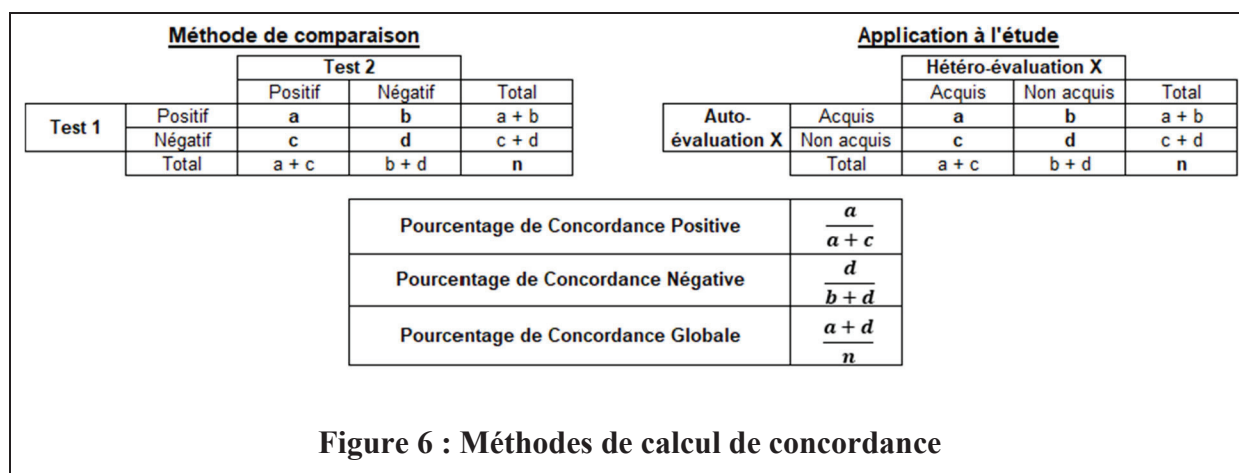 Méthode de comparaison
Test 2
Positif Négatif Total
Test 1 Positif a b a + b
Négatif c d c + d
Total a + c b + d n
Application à l'étude
Hétéro-évaluation X
Acquis Non acquis Total
Auto-évaluation X Acquis a b a + b
Non acquis c d c + d
Total a + c b + d n
Pourcentage de Concordance Positive a / a + c
Pourcentage de Concordance Négative d / b + d
Pourcentage de Concordance Globale a + d / n
Figure 6 : Méthodes de calcul de concordance